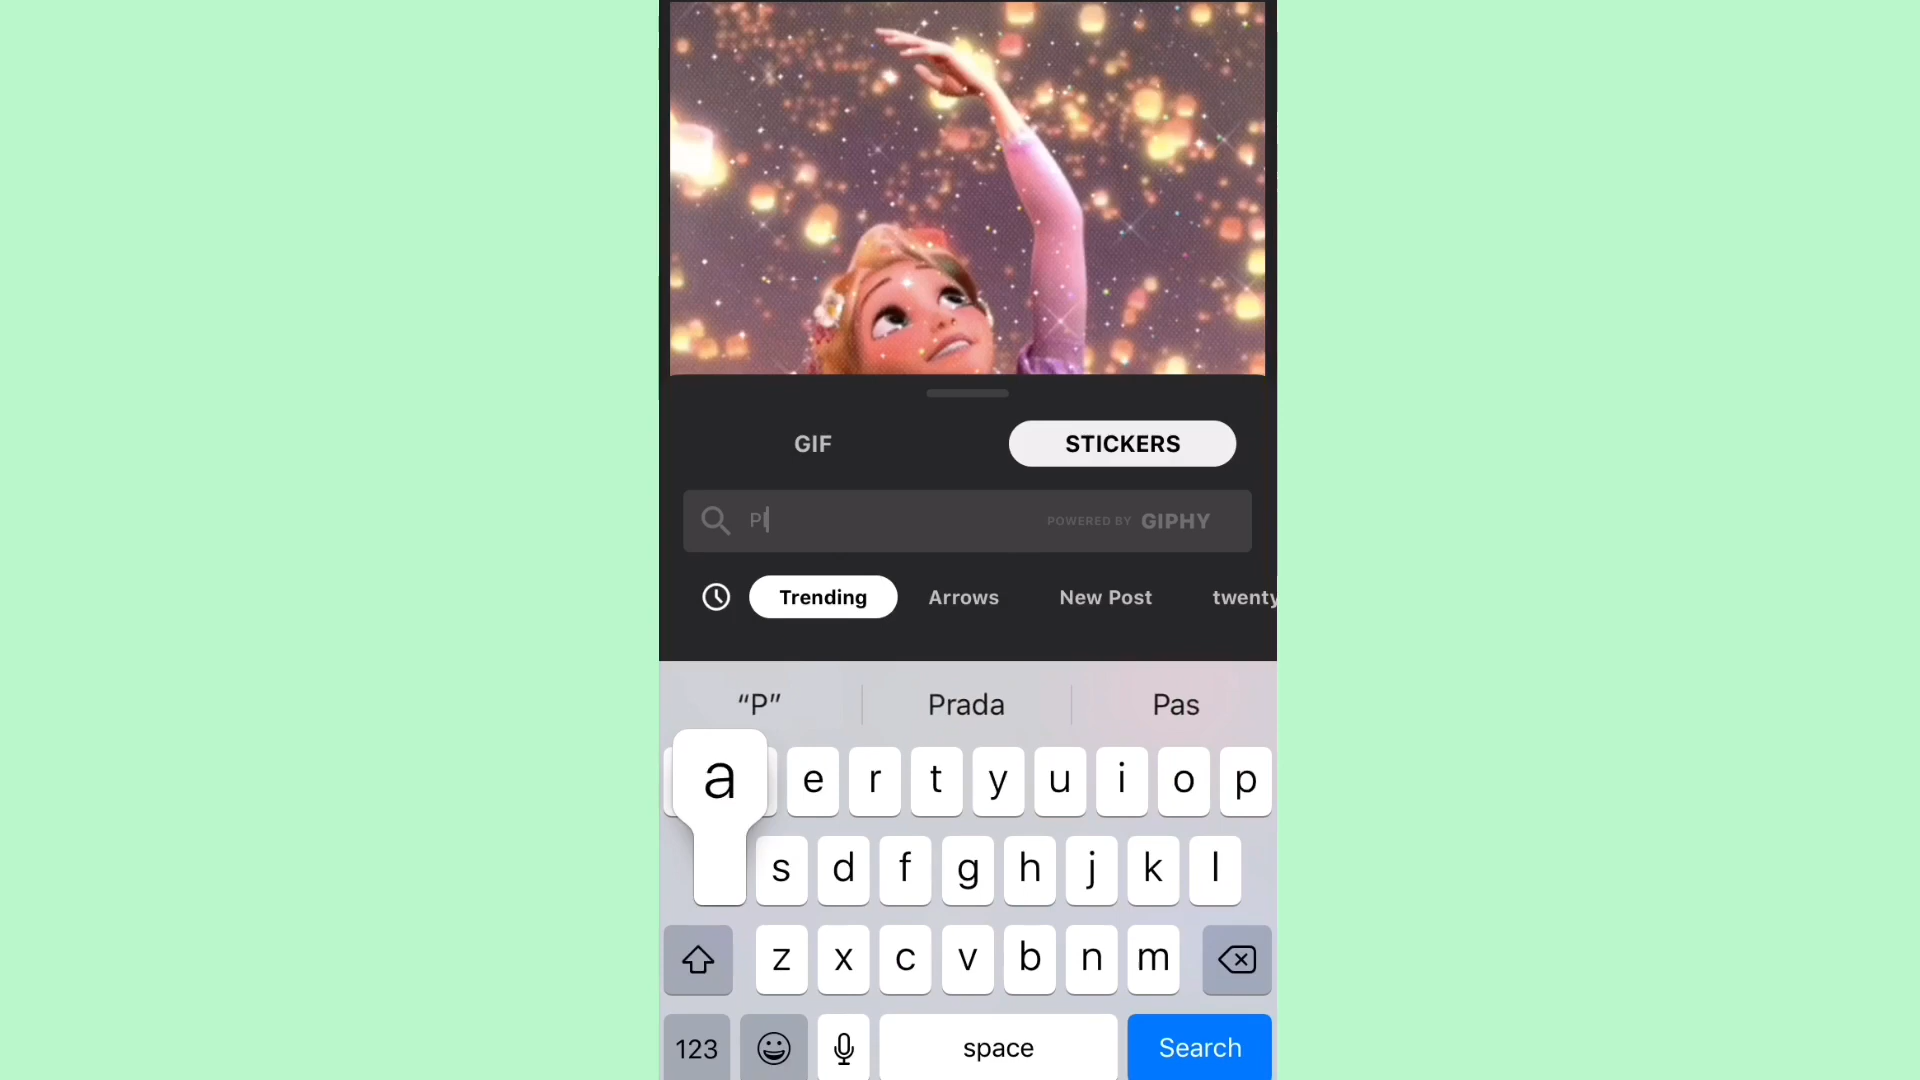 GIF STICKERS
P POWERED BY GIPHY
Trending Arrows New Post twenty
“P” Prada Pas
a e r t y u i o p
s d f g h j k l
z x c v b n m
123 space Search